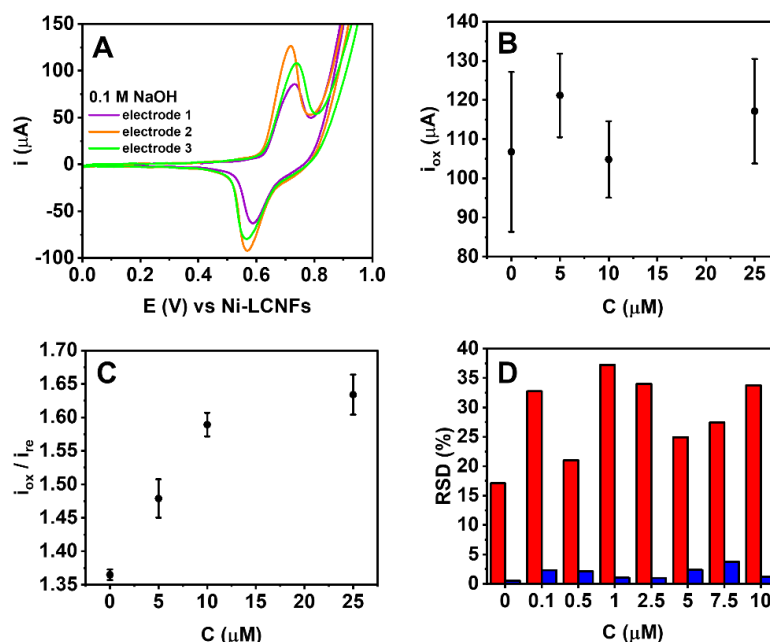 A
0.1 M NaOH
electrode 1
electrode 2
electrode 3
i (μA)
150
100
50
0
-50
-100
0.0 0.2 0.4 0.6 0.8 1.0
E (V) vs Ni-LCNFs
B
i_ox (μA)
140
130
120
110
100
90
80
0 5 10 15 20 25
C (μM)
C
i_ox / i_re
1.70
1.65
1.60
1.55
1.50
1.45
1.40
1.35
0 5 10 15 20 25
C (μM)
D
RSD (%)
40
35
30
25
20
15
10
5
0
0 0.1 0.5 1 2.5 5 7.5 10
C (μM)